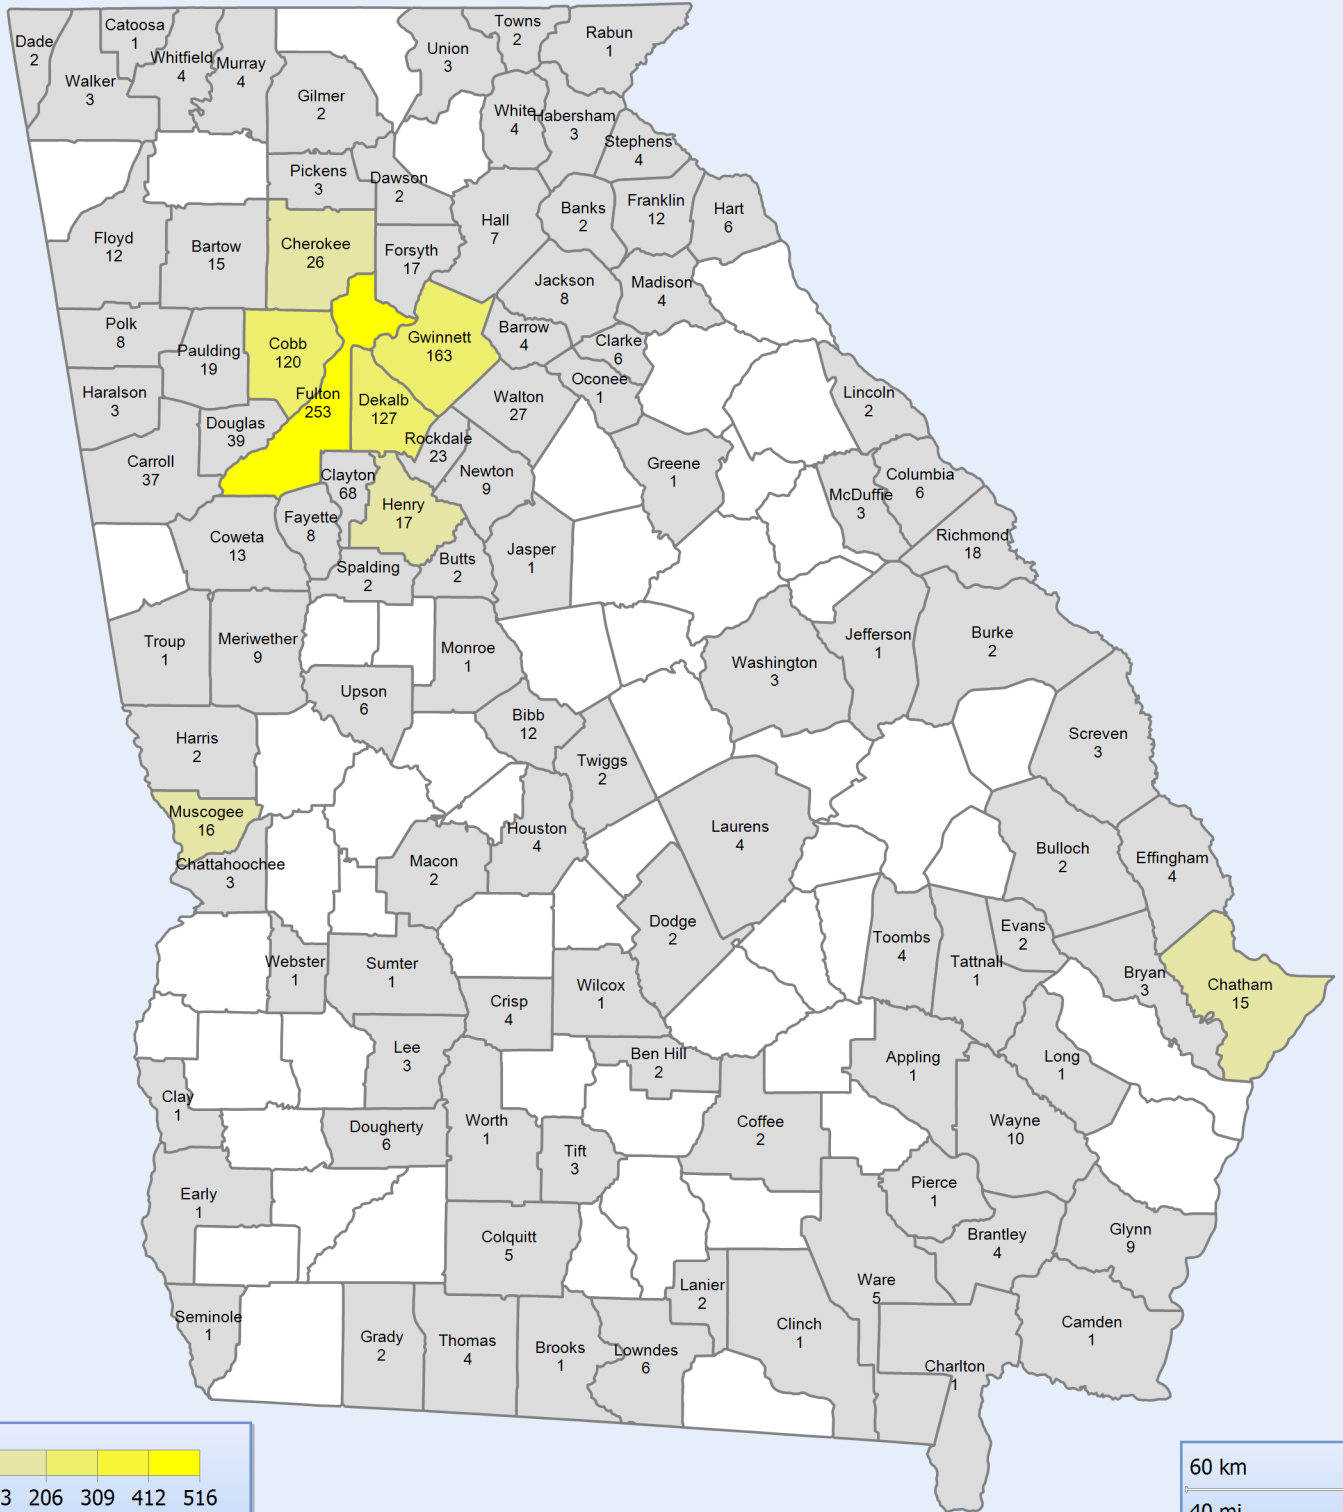 Dade
2
Catoosa
1
Whitfield
4
Murray
4
Walker
3
Gilmer
2
Union
3
Towns
2
Rabun
1
White
4
Habersham
3
Stephens
4
Pickens
3
Dawson
2
Hall
7
Banks
2
Franklin
12
Hart
6
Floyd
12
Bartow
15
Cherokee
26
Forsyth
17
Jackson
8
Madison
4
Polk
8
Paulding
19
Cobb
120
Gwinnett
163
Barrow
4
Clarke
6
Oconee
1
Haralson
3
Douglas
39
Fulton
253
Dekalb
127
Rockdale
23
Walton
27
Lincoln
2
Carroll
37
Clayton
68
Newton
9
Greene
1
McDuffie
3
Columbia
6
Richmond
18
Coweta
13
Fayette
8
Henry
17
Spalding
2
Butts
2
Jasper
1
Troup
1
Meriwether
9
Monroe
1
Washington
3
Jefferson
1
Burke
2
Upson
6
Bibb
12
Twiggs
2
Screven
3
Harris
2
Muscogee
16
Chattahoochee
3
Houston
4
Macon
2
Laurens
4
Bulloch
2
Effingham
4
Dodge
2
Toombs
4
Evans
2
Tattnall
1
Bryan
3
Chatham
15
Webster
1
Sumter
1
Crisp
4
Wilcox
1
Lee
3
Ben Hill
2
Appling
1
Long
1
Clay
1
Dougherty
6
Worth
1
Tift
3
Coffee
2
Wayne
10
Early
1
Pierce
1
Colquitt
5
Brantley
4
Glynn
9
Seminole
1
Grady
2
Thomas
4
Brooks
1
Lowndes
6
Lanier
2
Clinch
1
Ware
5
Charlton
1
Camden
1
3 206 309 412 516
60 km
40 mi